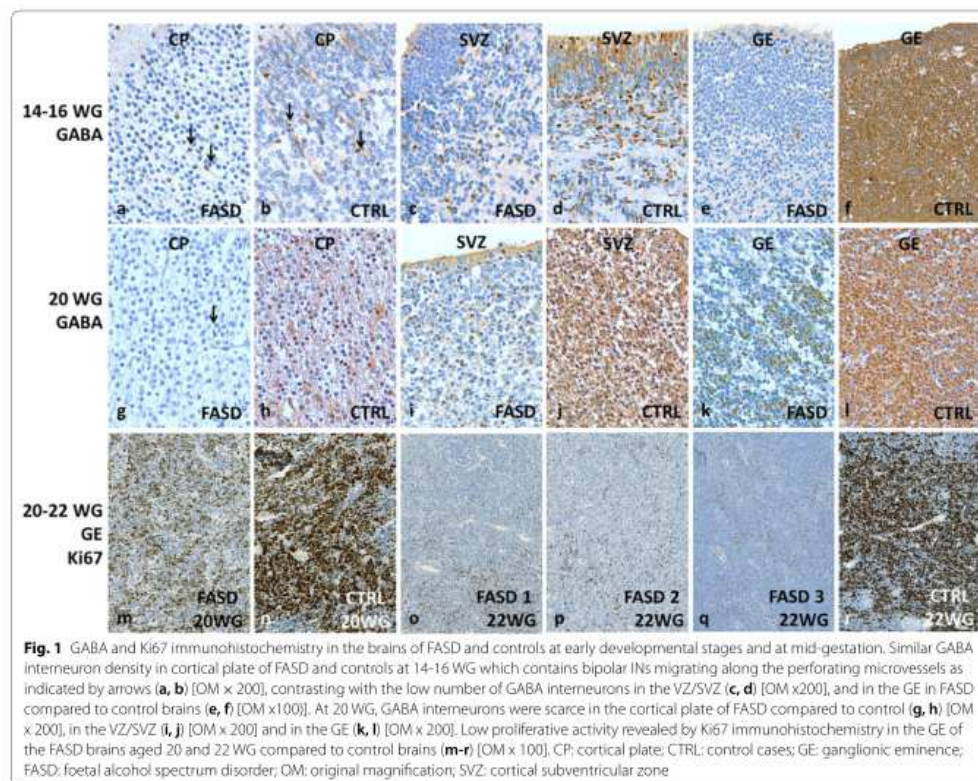 CP CP SVZ SVZ GE GE
14-16 WG
GABA
a FASD b CTRL c FASD d CTRL e FASD f CTRL
CP CP SVZ SVZ GE GE
20 WG
GABA
g FASD h CTRL i FASD j CTRL k FASD l CTRL
20-22 WG
GE
Ki67
FASD CTRL FASD 1 FASD 2 FASD 3 CTRL
m 20WG n 20WG o 22WG p 22WG q 22WG r 22WG
Fig. 1 GABA and Ki67 immunohistochemistry in the brains of FASD and controls at early developmental stages and at mid-gestation. Similar GABA
interneuron density in cortical plate of FASD and controls at 14-16 WG which contains bipolar INs migrating along the perforating microvessels as
indicated by arrows (a, b) [OM × 200], contrasting with the low number of GABA interneurons in the VZ/SVZ (c, d) [OM x200], and in the GE in FASD
compared to control brains (e, f) [OM x100)]. At 20 WG, GABA interneurons were scarce in the cortical plate of FASD compared to control (g, h) [OM
x 200], in the VZ/SVZ (i, j) [OM x 200] and in the GE (k, l) [OM x 200]. Low proliferative activity revealed by Ki67 immunohistochemistry in the GE of
the FASD brains aged 20 and 22 WG compared to control brains (m-r) [OM x 100]. CP: cortical plate; CTRL: control cases; GE: ganglionic eminence;
FASD: foetal alcohol spectrum disorder; OM: original magnification; SVZ: cortical subventricular zone